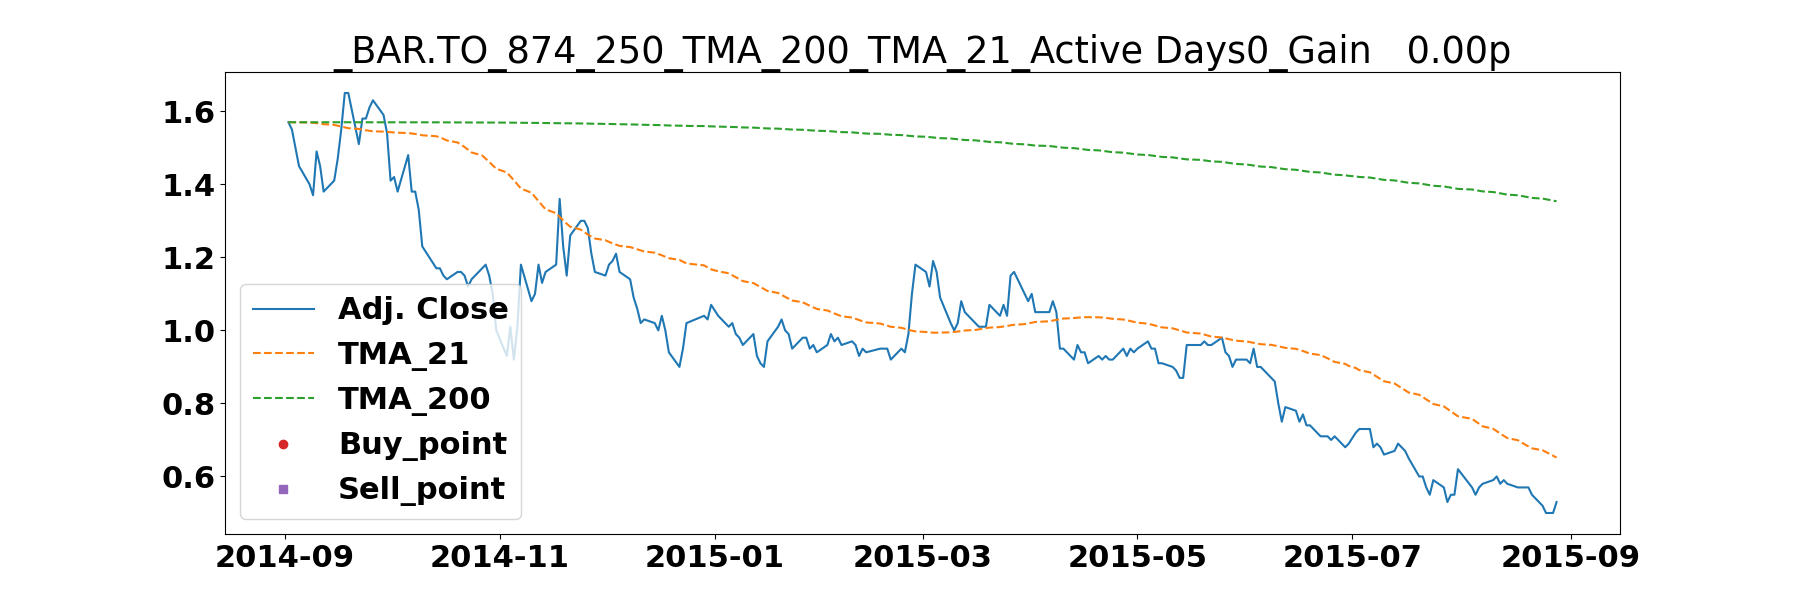 _BAR.TO_874_250_TMA_200_TMA_21_Active Days0_Gain   0.00p
1.6
1.4
1.2
1.0
0.8
0.6
Adj. Close
TMA_21
TMA_200
Buy_point
Sell_point
2014-09 2014-11 2015-01 2015-03 2015-05 2015-07 2015-09